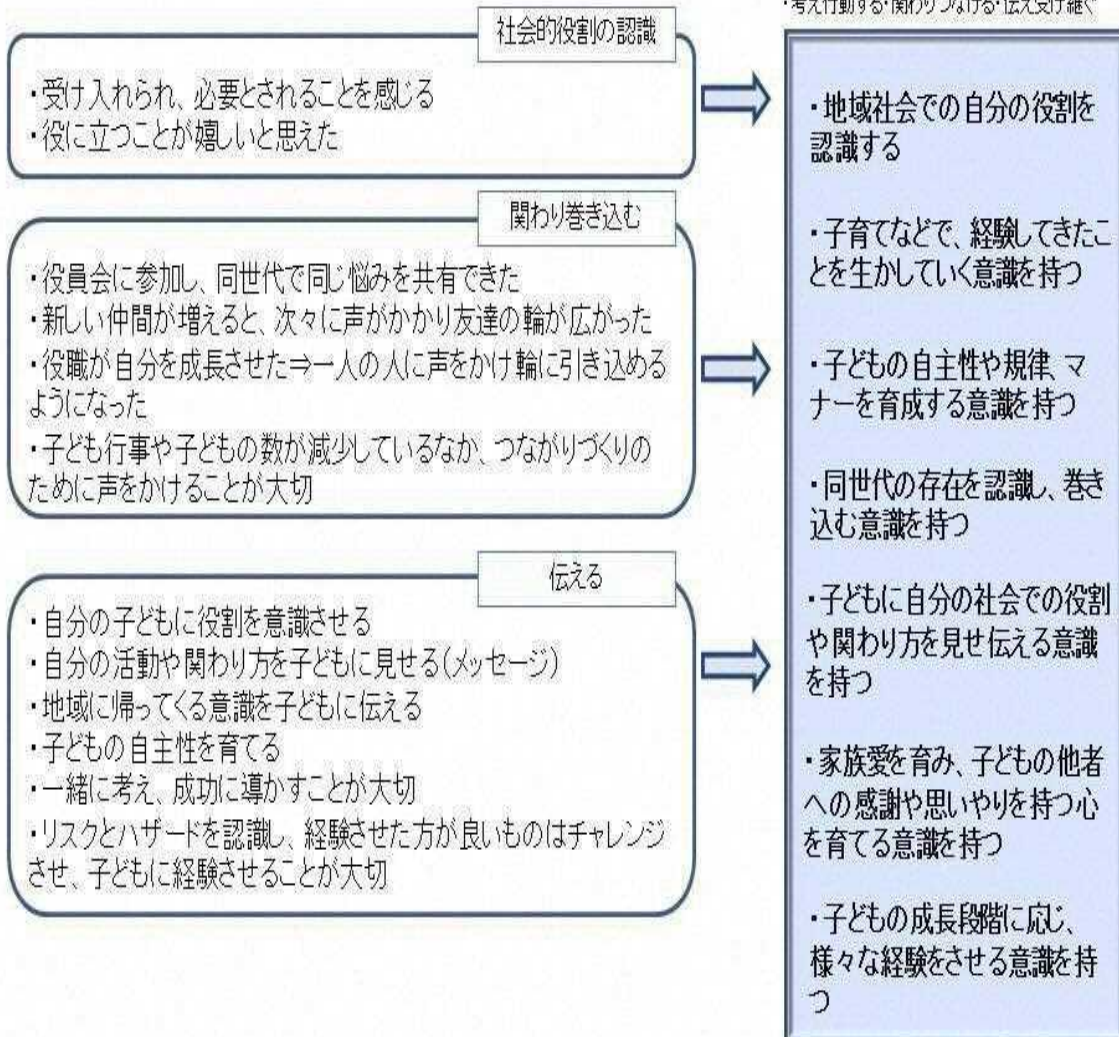 ・考え行動する・関わりつなげる・伝え受け継ぐ
社会的役割の認識
・受け入れられ、必要とされることを感じる
・役に立つことが嬉しいと思えた
関わり巻き込む
・役員会に参加し、同世代で同じ悩みを共有できた
・新しい仲間が増えると、次々に声がかかり友達の輪が広がった
・役職が自分を成長させた⇒一人の人に声をかけ輪に引き込める
ようになった
・子ども行事や子どもの数が減少しているなか、つながりづくりの
ために声をかけることが大切
伝える
・自分の子どもに役割を意識させる
・自分の活動や関わり方を子どもに見せる(メッセージ)
・地域に帰ってくる意識を子どもに伝える
・子どもの自主性を育てる
・一緒に考え、成功に導かすことが大切
・リスクとハザードを認識し、経験させた方が良いものはチャレンジ
させ、子どもに経験させることが大切
・地域社会での自分の役割を
認識する
・子育てなどで、経験してきたこ
とを生かしていく意識を持つ
・子どもの自主性や規律、マ
ナーを育成する意識を持つ
・同世代の存在を認識し、巻き
込む意識を持つ
・子どもに自分の社会での役割
や関わり方を見せ伝える意識
を持つ
・家族愛を育み、子どもの他者
への感謝や思いやりを持つ心
を育てる意識を持つ
・子どもの成長段階に応じ、
様々な経験をさせる意識を持
つ